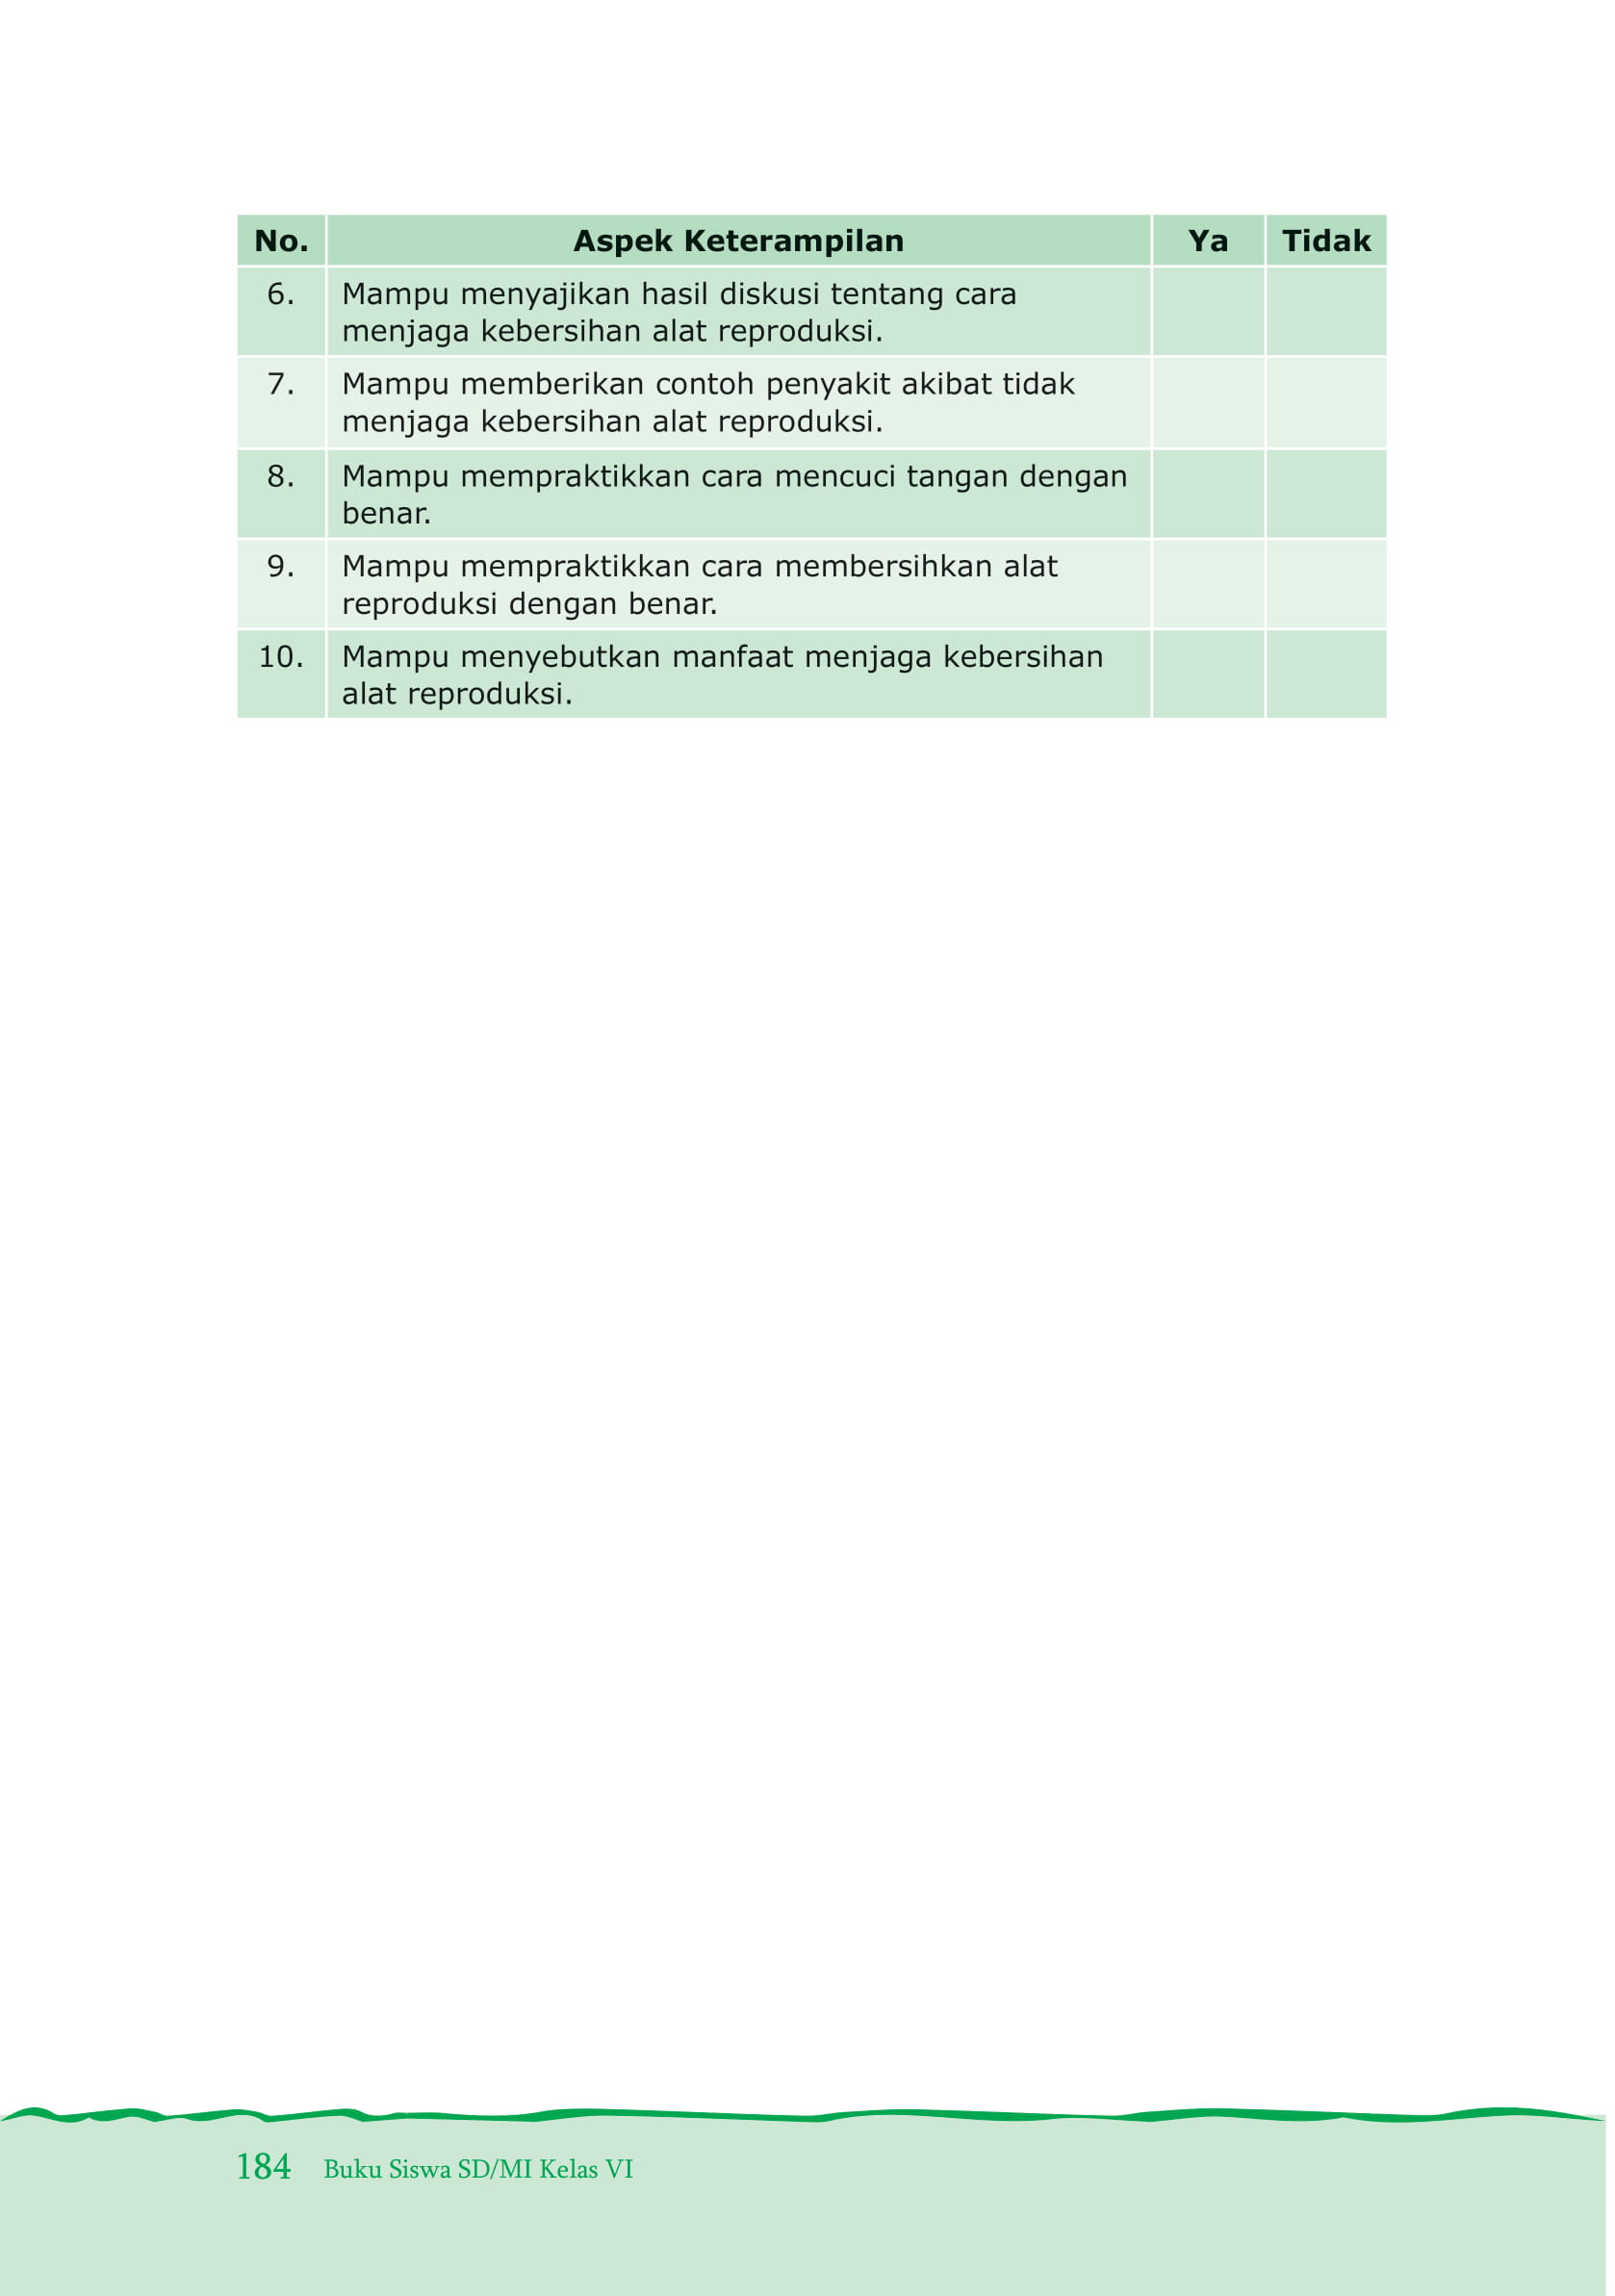 No. Aspek Keterampilan Ya Tidak
6. Mampu menyajikan hasil diskusi tentang cara
menjaga kebersihan alat reproduksi.
7. Mampu memberikan contoh penyakit akibat tidak
menjaga kebersihan alat reproduksi.
8. Mampu mempraktikkan cara mencuci tangan dengan
benar.
9. Mampu mempraktikkan cara membersihkan alat
reproduksi dengan benar.
10. Mampu menyebutkan manfaat menjaga kebersihan
alat reproduksi.
184 Buku Siswa SD/MI Kelas VI